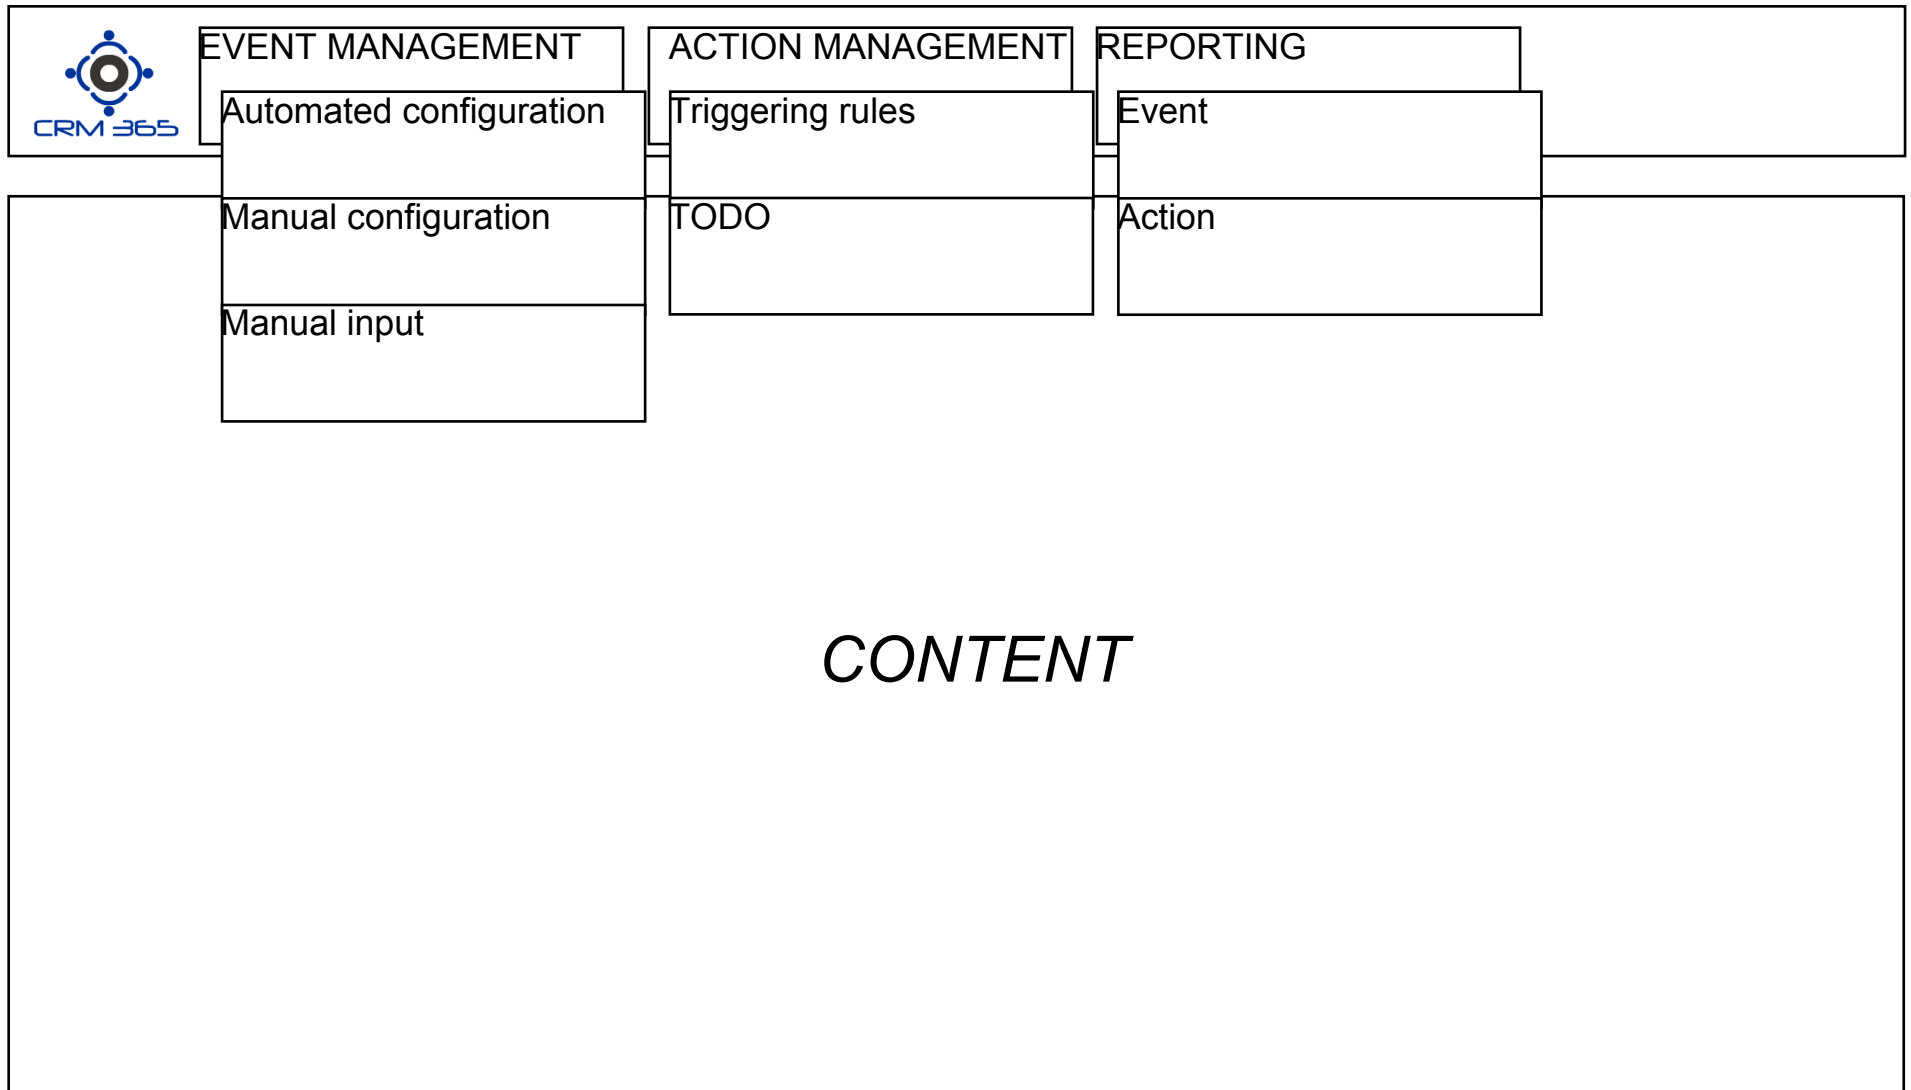 CRM 365
EVENT MANAGEMENT
Automated configuration
Manual configuration
Manual input
ACTION MANAGEMENT
Triggering rules
TODO
REPORTING
Event
Action
CONTENT